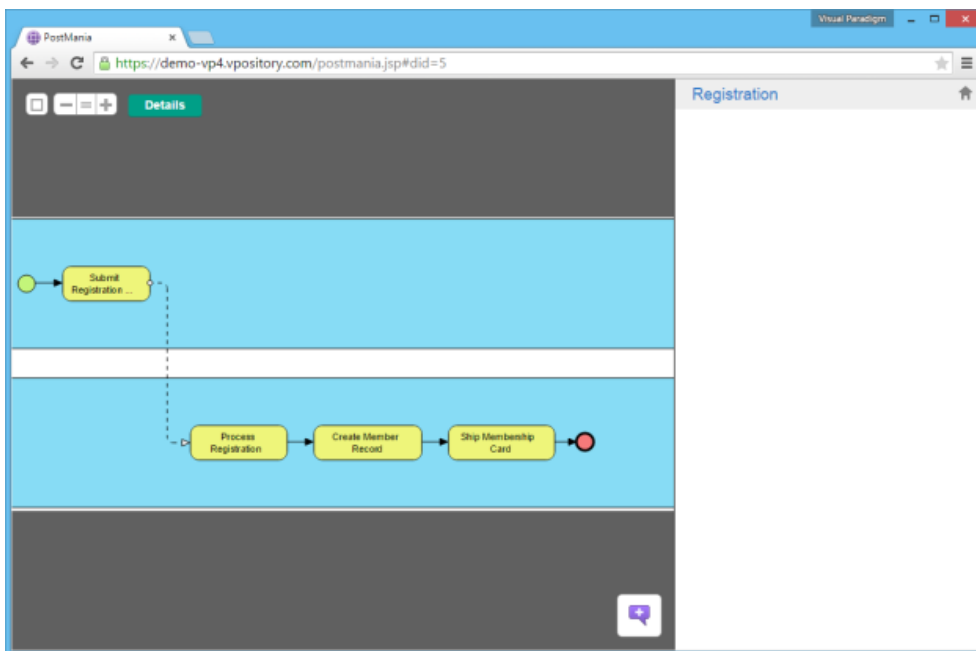 Visual Paradigm
PostMania
https://demo-vp4.vpository.com/postmania.jsp#did=5
Details
Registration
Submit
Registration ...
Process
Registration
Create Member
Record
Ship Membership
Card